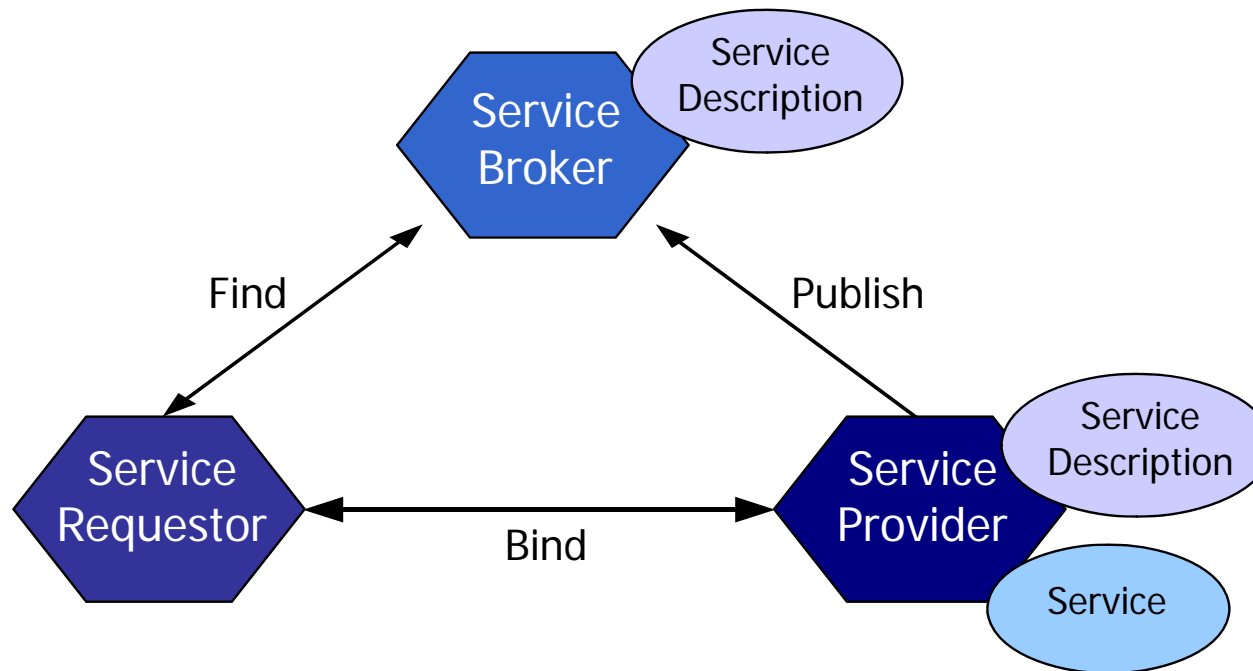 Service
Description
Service
Broker
Find
Publish
Service
Requestor
Bind
Service
Provider
Service
Description
Service